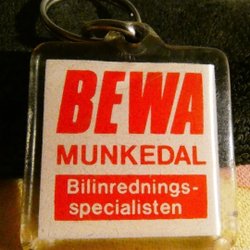 BEWA
MUNKEDAL
Bilinrednings-
specialisten